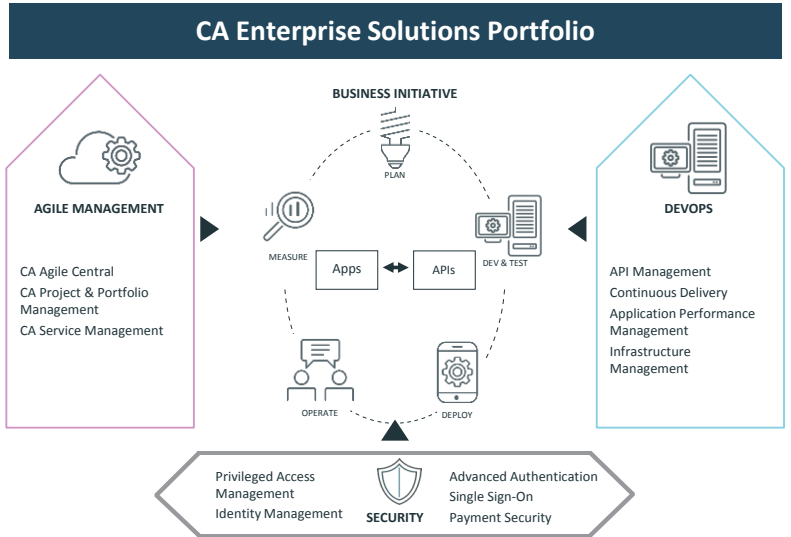 CA Enterprise Solutions Portfolio
AGILE MANAGEMENT
CA Agile Central
CA Project & Portfolio
Management
CA Service Management
BUSINESS INITIATIVE
PLAN
MEASURE
DEV & TEST
Apps
APIs
OPERATE
DEPLOY
DEVOPS
API Management
Continuous Delivery
Application Performance
Management
Infrastructure
Management
Privileged Access
Management
Identity Management
SECURITY
Advanced Authentication
Single Sign-On
Payment Security